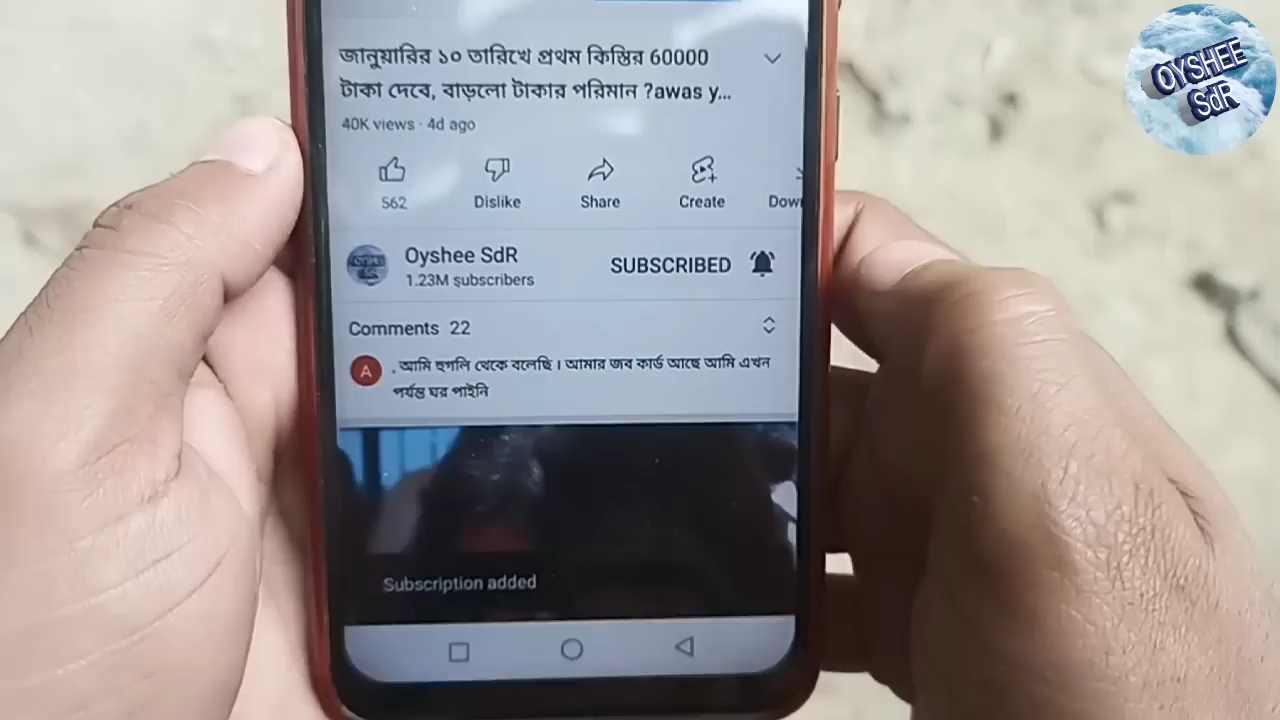 OYSHEE
SdR
জানুয়ারির ১০ তারিখে প্রথম কিস্তির 60000
টাকা দেবে, বাড়লো টাকার পরিমান ?awas y...
40K views · 4d ago
562
Dislike
Share
Create
Down
Oyshee SdR
1.23M subscribers
SUBSCRIBED
Comments 22
A
. আমি হুগলি থেকে বলেছি। আমার জব কার্ড আছে আমি এখন
পর্যন্ত ঘর পাইনি
Subscription added